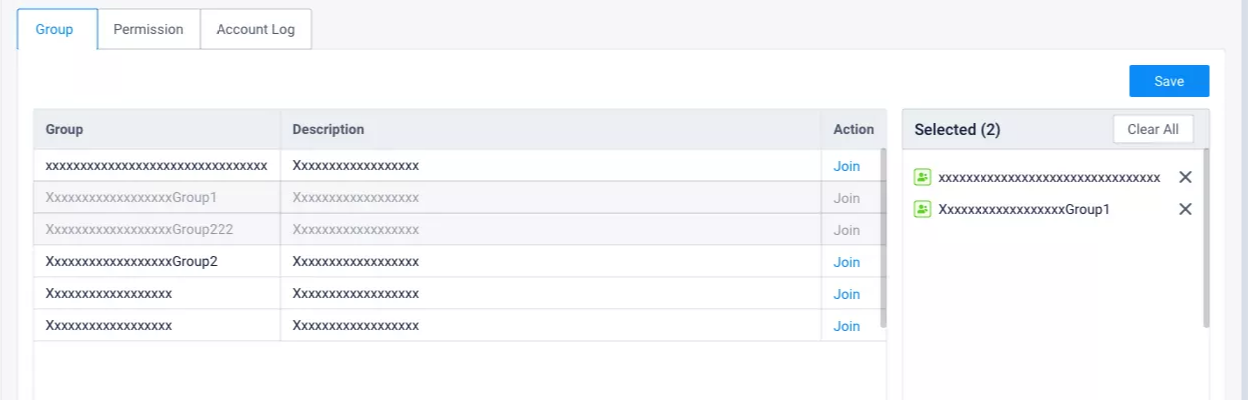 Group Permission Account Log
Save
Group Description Action Selected (2) Clear All
xxxxxxxxxxxxxxxxxxxxxxxxxxxxxxxx Xxxxxxxxxxxxxxxxxx Join
xxxxxxxxxxxxxxxxxxxxxxxxxxxxxxxx
XxxxxxxxxxxxxxxxxxGroup1 Xxxxxxxxxxxxxxxxxx Join
XxxxxxxxxxxxxxxxxxGroup1
XxxxxxxxxxxxxxxxxxGroup222 Xxxxxxxxxxxxxxxxxx Join
XxxxxxxxxxxxxxxxxxGroup2 Xxxxxxxxxxxxxxxxxx Join
Xxxxxxxxxxxxxxxxxx Xxxxxxxxxxxxxxxxxx Join
Xxxxxxxxxxxxxxxxxx Xxxxxxxxxxxxxxxxxx Join